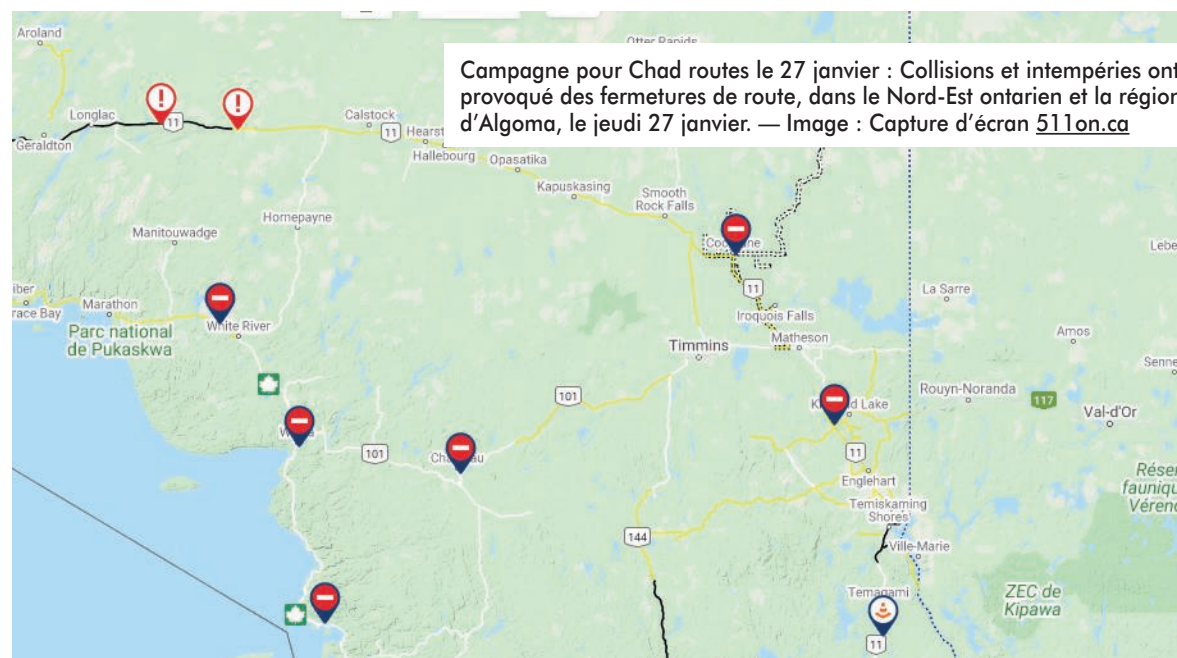 Aroland
Otter Rapids
Campagne pour Chad routes le 27 janvier : Collisions et intempéries ont
provoqué des fermetures de route, dans le Nord-Est ontarien et la région
d'Algoma, le jeudi 27 janvier. — Image : Capture d'écran 511on.ca
Longlac
11
Geraldton
Calstock
11
Hearst
Hallebourg
Opasatika
Kapuskasing
Smooth
Rock Falls
Hornepayne
Manitouwadge
Marathon
White River
Parc national
de Pukaskwa
11
Iroquois Falls
Matheson
Timmins
La Sarre
Amos
Rouyn-Noranda
117
Val-d'Or
101
101
11
Englehart
Temiskaming
Shores
144
Ville-Marie
Temagami
ZEC de
Kipawa
11